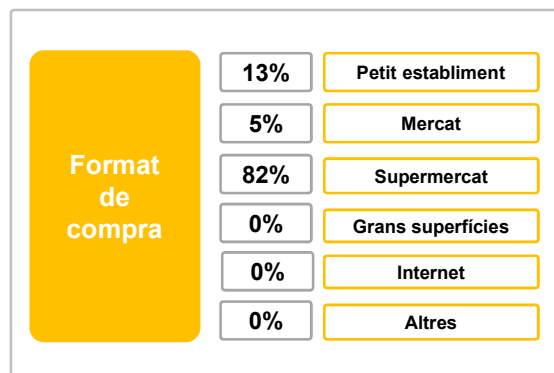 Format
de
compra
13% Petit establiment
5% Mercat
82% Supermercat
0% Grans superfícies
0% Internet
0% Altres